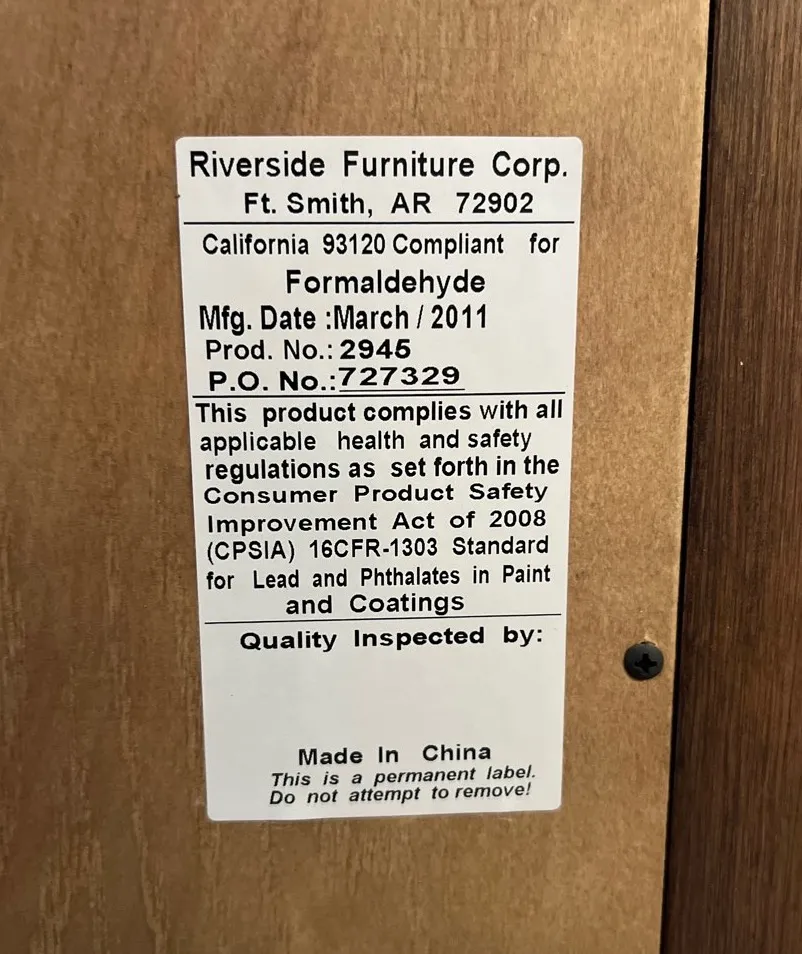 Riverside Furniture Corp.
Ft. Smith, AR 72902
California 93120 Compliant for
Formaldehyde
Mfg. Date :March / 2011
Prod. No.: 2945
P.O. No.:727329
This product complies with all
applicable health and safety
regulations as set forth in the
Consumer Product Safety
Improvement Act of 2008
(CPSIA) 16CFR-1303 Standard
for Lead and Phthalates in Paint
and Coatings
Quality Inspected by:
Made In China
This is a permanent label.
Do not attempt to remove!